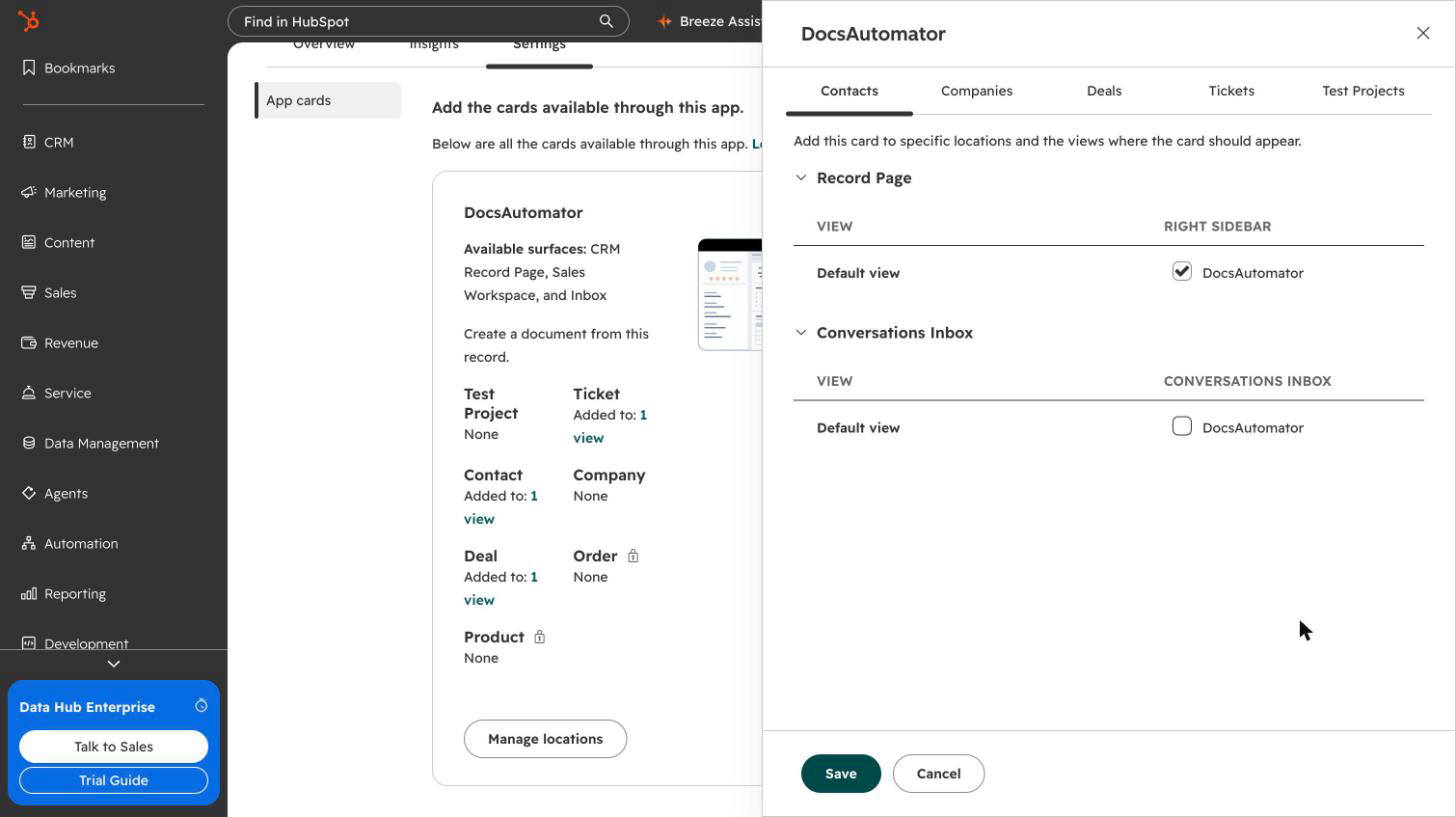 Find in HubSpot
Breeze Assis
Bookmarks
CRM
Marketing
Content
Sales
Revenue
Service
Data Management
Agents
Automation
Reporting
Development
Data Hub Enterprise
Talk to Sales
Trial Guide
Overview
Insights
Settings
App cards
Add the cards available through this app.
Below are all the cards available through this app. L
DocsAutomator
Available surfaces: CRM
Record Page, Sales
Workspace, and Inbox
Create a document from this
record.
Test
Project
None
Ticket
Added to: 1
view
Contact
Added to: 1
view
Company
None
Deal
Added to: 1
view
Order
None
Product
None
Manage locations
DocsAutomator
Contacts
Companies
Deals
Tickets
Test Projects
Add this card to specific locations and the views where the card should appear.
Record Page
VIEW
RIGHT SIDEBAR
Default view
DocsAutomator
Conversations Inbox
VIEW
CONVERSATIONS INBOX
Default view
DocsAutomator
Save
Cancel